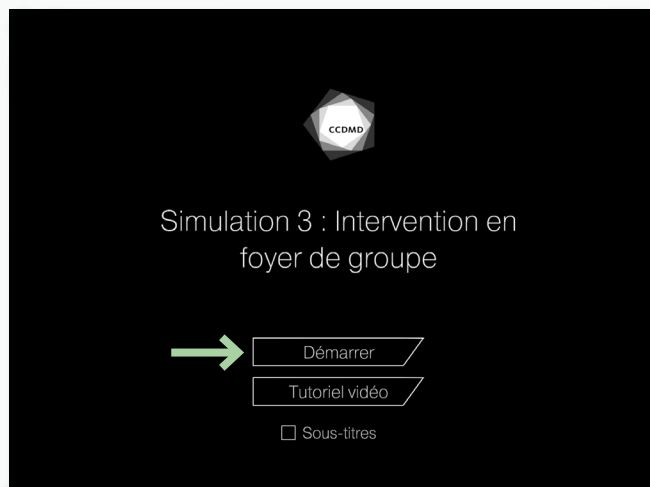 CCDMD
Simulation 3 : Intervention en
foyer de groupe
Démarrer
Tutoriel vidéo
Sous-titres